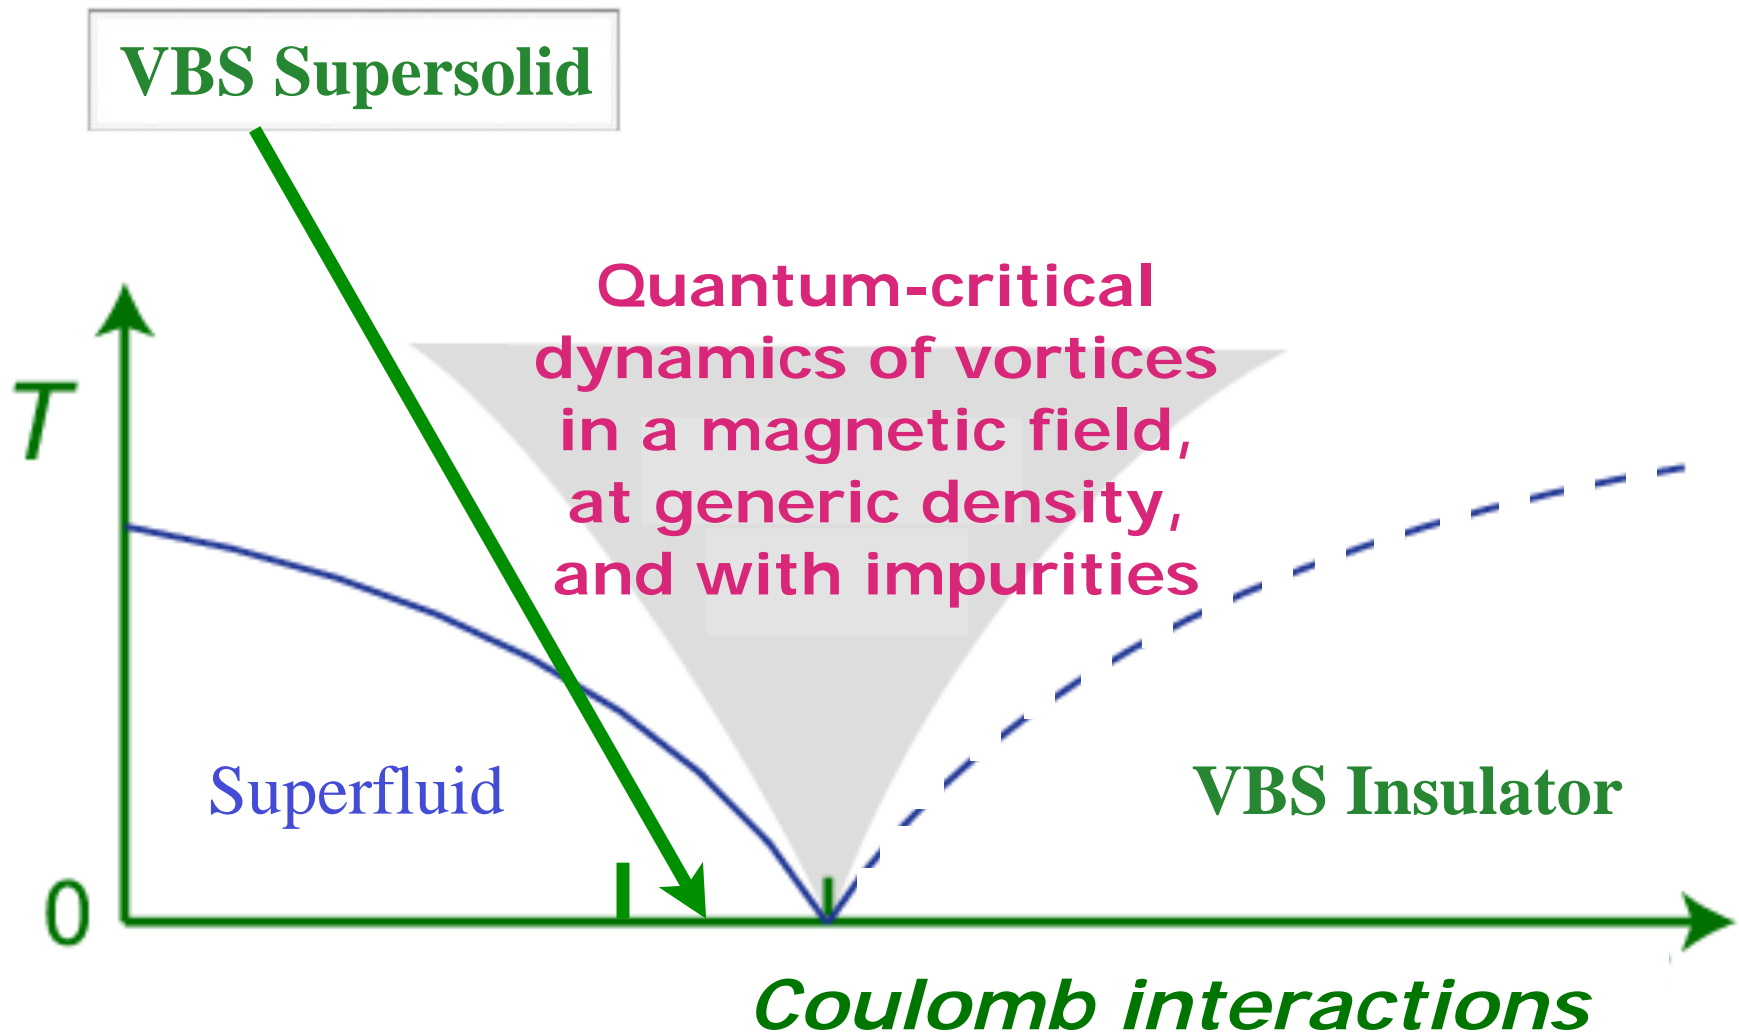 VBS Supersolid
Quantum-critical
dynamics of vortices
in a magnetic field,
at generic density,
and with impurities
T
Superfluid
VBS Insulator
0
Coulomb interactions